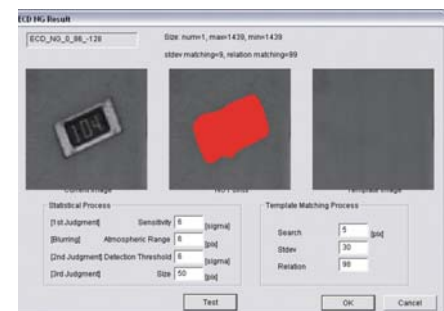 ECD NG Result
ECD_NG_0_86_-128
Size: num=1, max=1439, min=1439
stdev matching=9, relation matching=99
104
Current Image
NG Points
Template Image
Statistical Process
[1st Judgment] Sensitivity 6 [sigma]
[Blurring] Atmospheric Range 6 [pix]
[2nd Judgment] Detection Threshold 6 [sigma]
[3rd Judgment] Size 50 [pix]
Template Matching Process
Search 5 [pix]
Stdev 30
Relation 98
Test
OK
Cancel